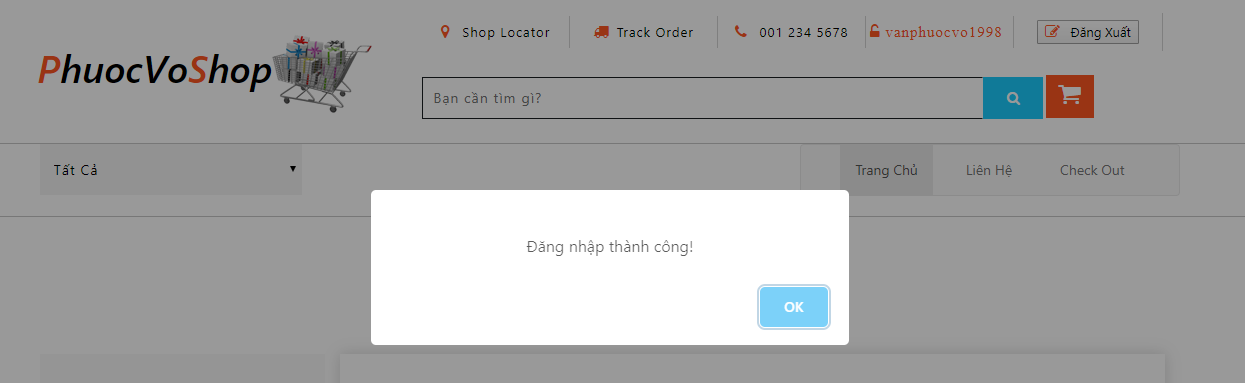 Shop Locator Track Order 001 234 5678 vanphuocvo1998 Đăng Xuất
PhuocVoShop
Bạn cần tìm gì?
Tất Cả Trang Chủ Liên Hệ Check Out
Đăng nhập thành công!
OK